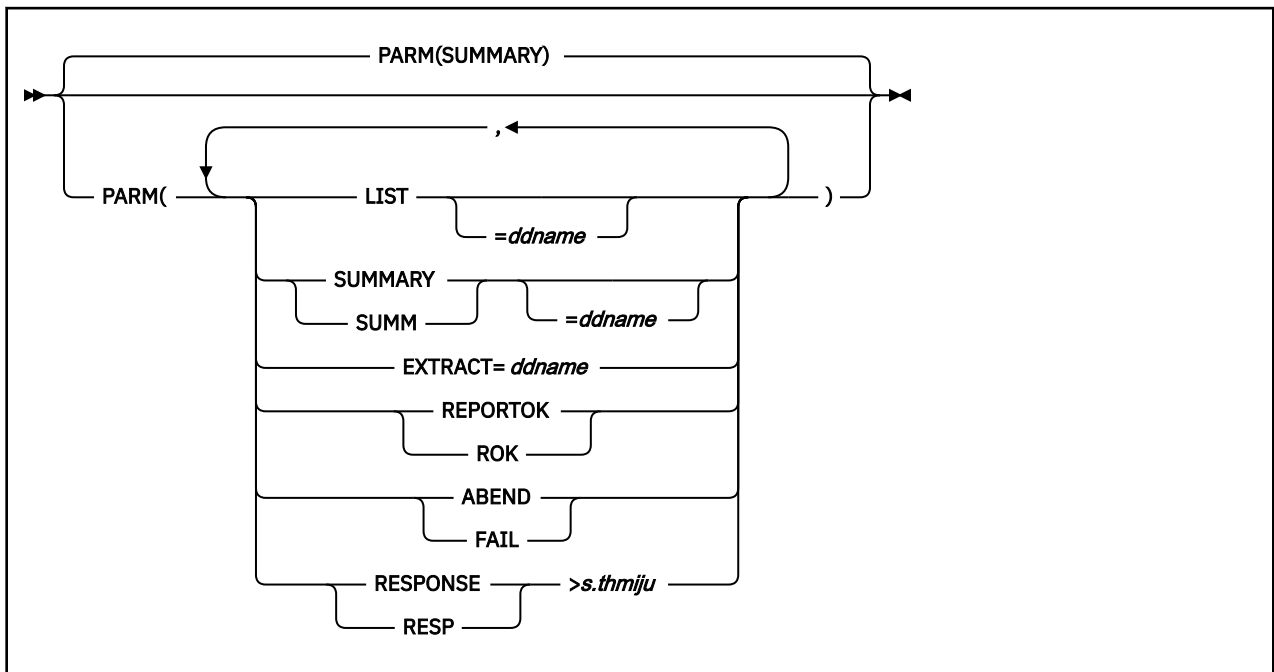 PARM(SUMMARY)
,
PARM( LIST )
=ddname
SUMMARY
SUMM =ddname
EXTRACT= ddname
REPORTOK
ROK
ABEND
FAIL
RESPONSE >s.thmiju
RESP